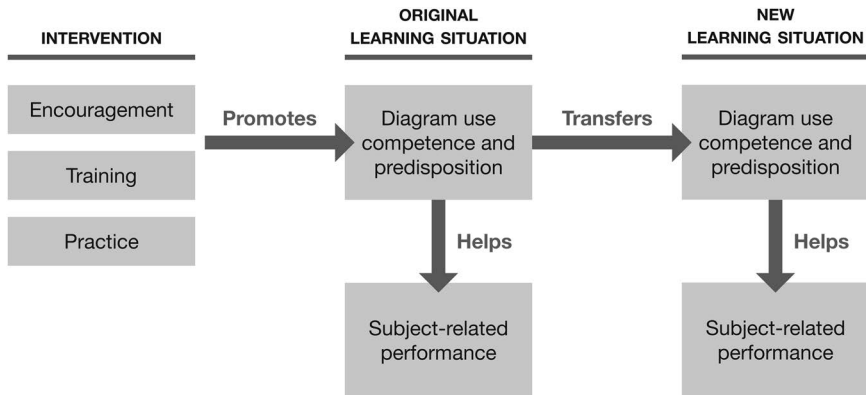 INTERVENTION
Encouragement
Training
Practice
Promotes
ORIGINAL
LEARNING SITUATION
Diagram use
competence and
predisposition
Helps
Subject-related
performance
Transfers
NEW
LEARNING SITUATION
Diagram use
competence and
predisposition
Helps
Subject-related
performance